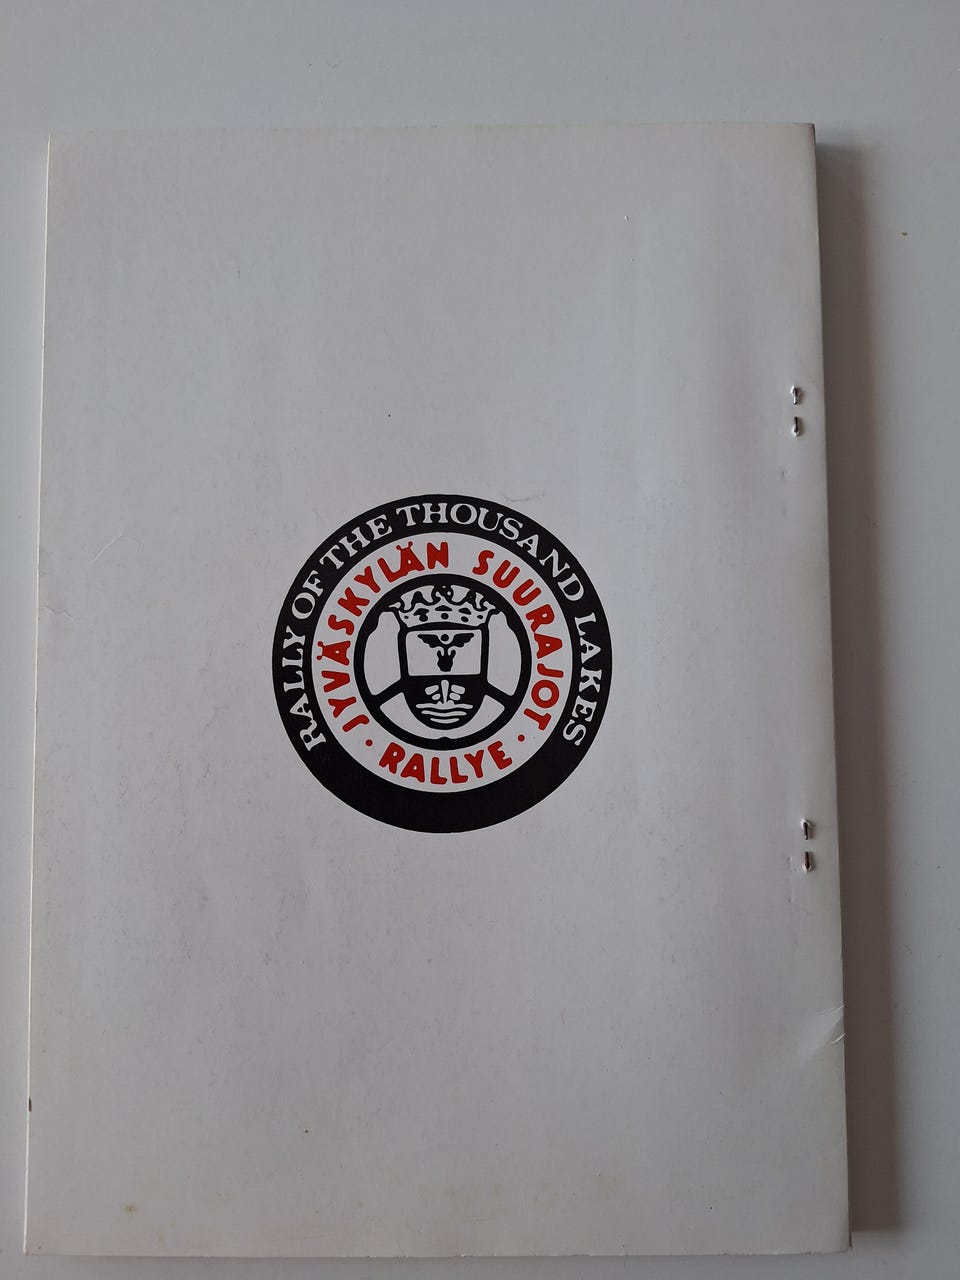 RALLY OF THE THOUSAND LAKES
JYVÄSKYLÄN SUURAJOT
· RALLYE ·